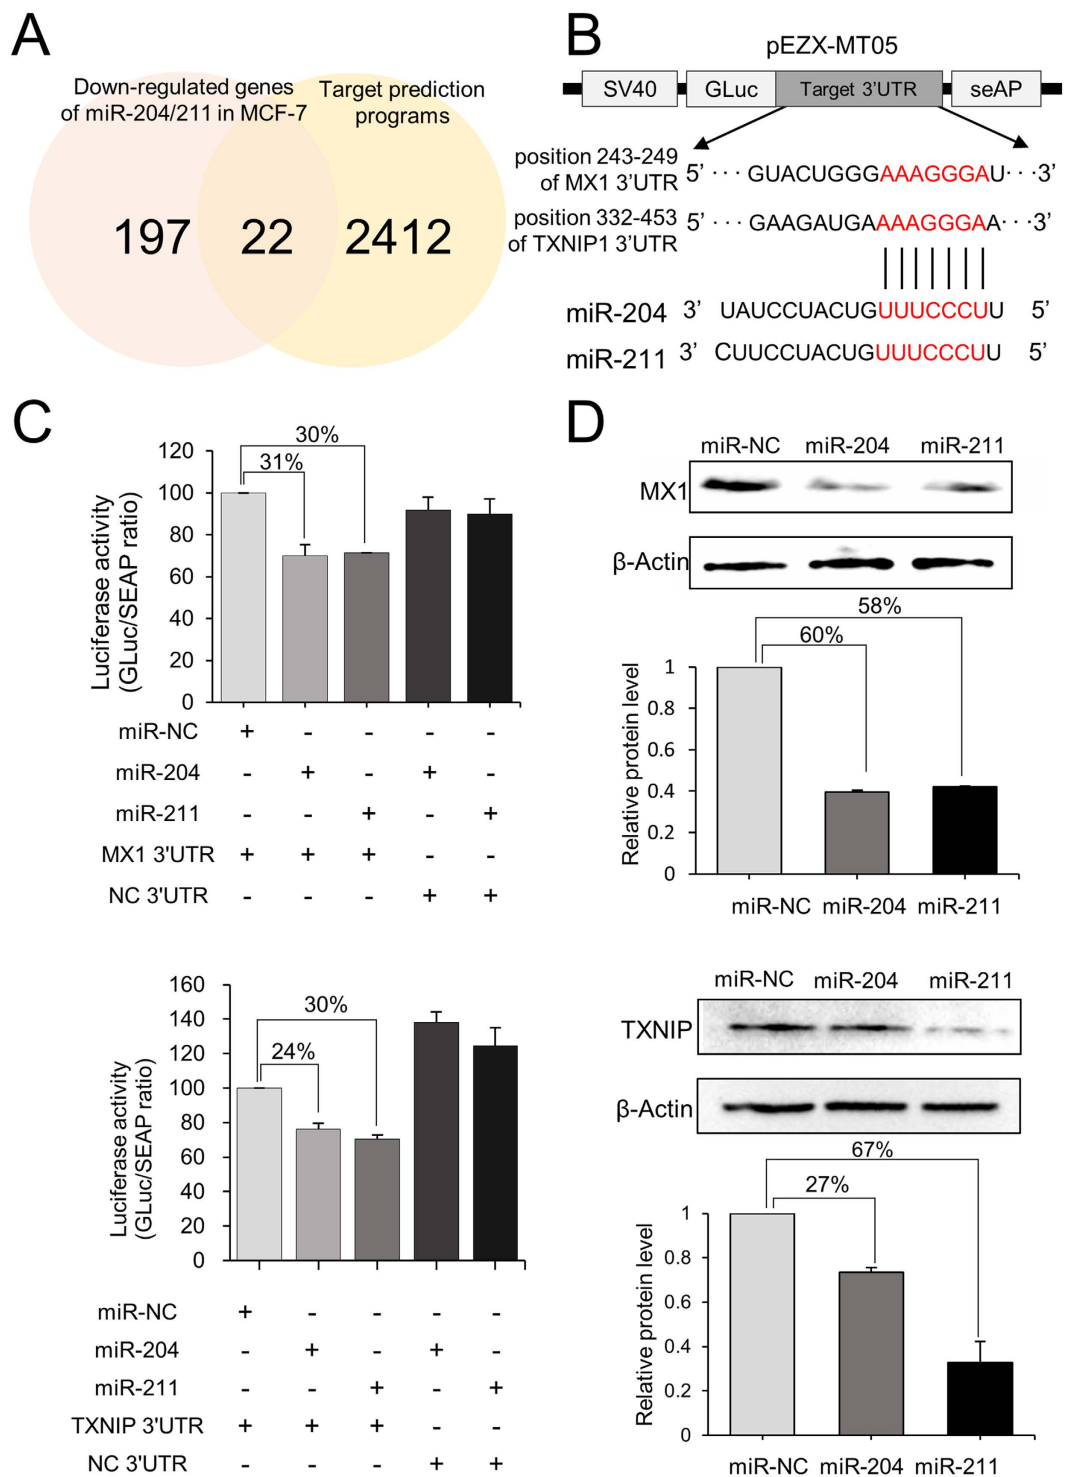 A
Down-regulated genes
of miR-204/211 in MCF-7
Target prediction
programs
197 22 2412
B
pEZX-MT05
SV40 GLuc Target 3'UTR seAP
position 243-249
of MX1 3'UTR
5' ··· GUACUGGGAAAGGGAU···3'
position 332-453
of TXNIP1 3'UTR
5' ··· GAAGAUGAAAAGGGAA···3'
miR-204 3' UAUCCUACUGUUUCCCUU 5'
miR-211 3' CUUCCUACUGUUUCCCUU 5'
C
Luciferase activity
(GLuc/SEAP ratio)
120
100
80
60
40
20
0
30%
31%
miR-NC + - - - -
miR-204 - + - + -
miR-211 - - + - +
MX1 3'UTR + + + - -
NC 3'UTR - - - + +
Luciferase activity
(GLuc/SEAP ratio)
160
140
120
100
80
60
40
20
0
30%
24%
miR-NC + - - - -
miR-204 - + - + -
miR-211 - - + - +
TXNIP 3'UTR + + + - -
NC 3'UTR - - - + +
D
miR-NC miR-204 miR-211
MX1
β-Actin
58%
60%
Relative protein level
1
0.8
0.6
0.4
0.2
0
miR-NC miR-204 miR-211
miR-NC miR-204 miR-211
TXNIP
β-Actin
67%
27%
Relative protein level
1
0.8
0.6
0.4
0.2
0
miR-NC miR-204 miR-211